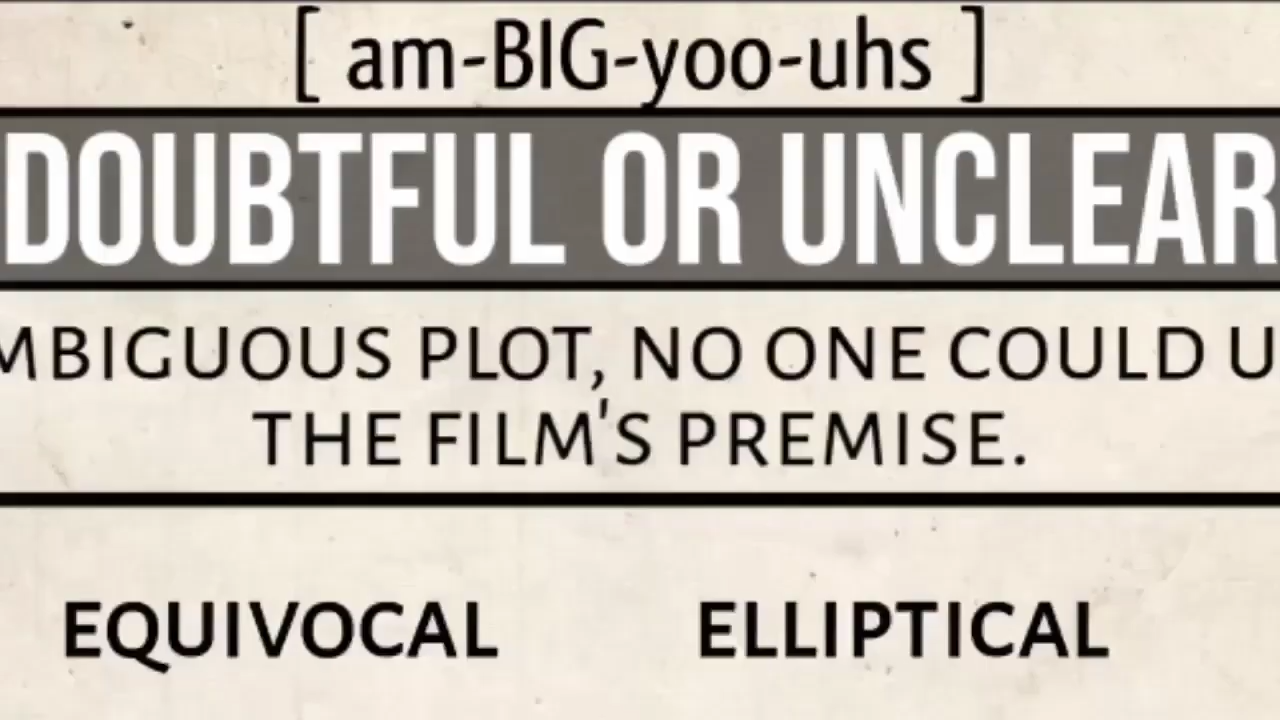 [ am-BIG-yoo-uhs ]
DOUBTFUL OR UNCLEAR
MBIGUOUS PLOT, NO ONE COULD U
THE FILM'S PREMISE.
EQUIVOCAL ELLIPTICAL